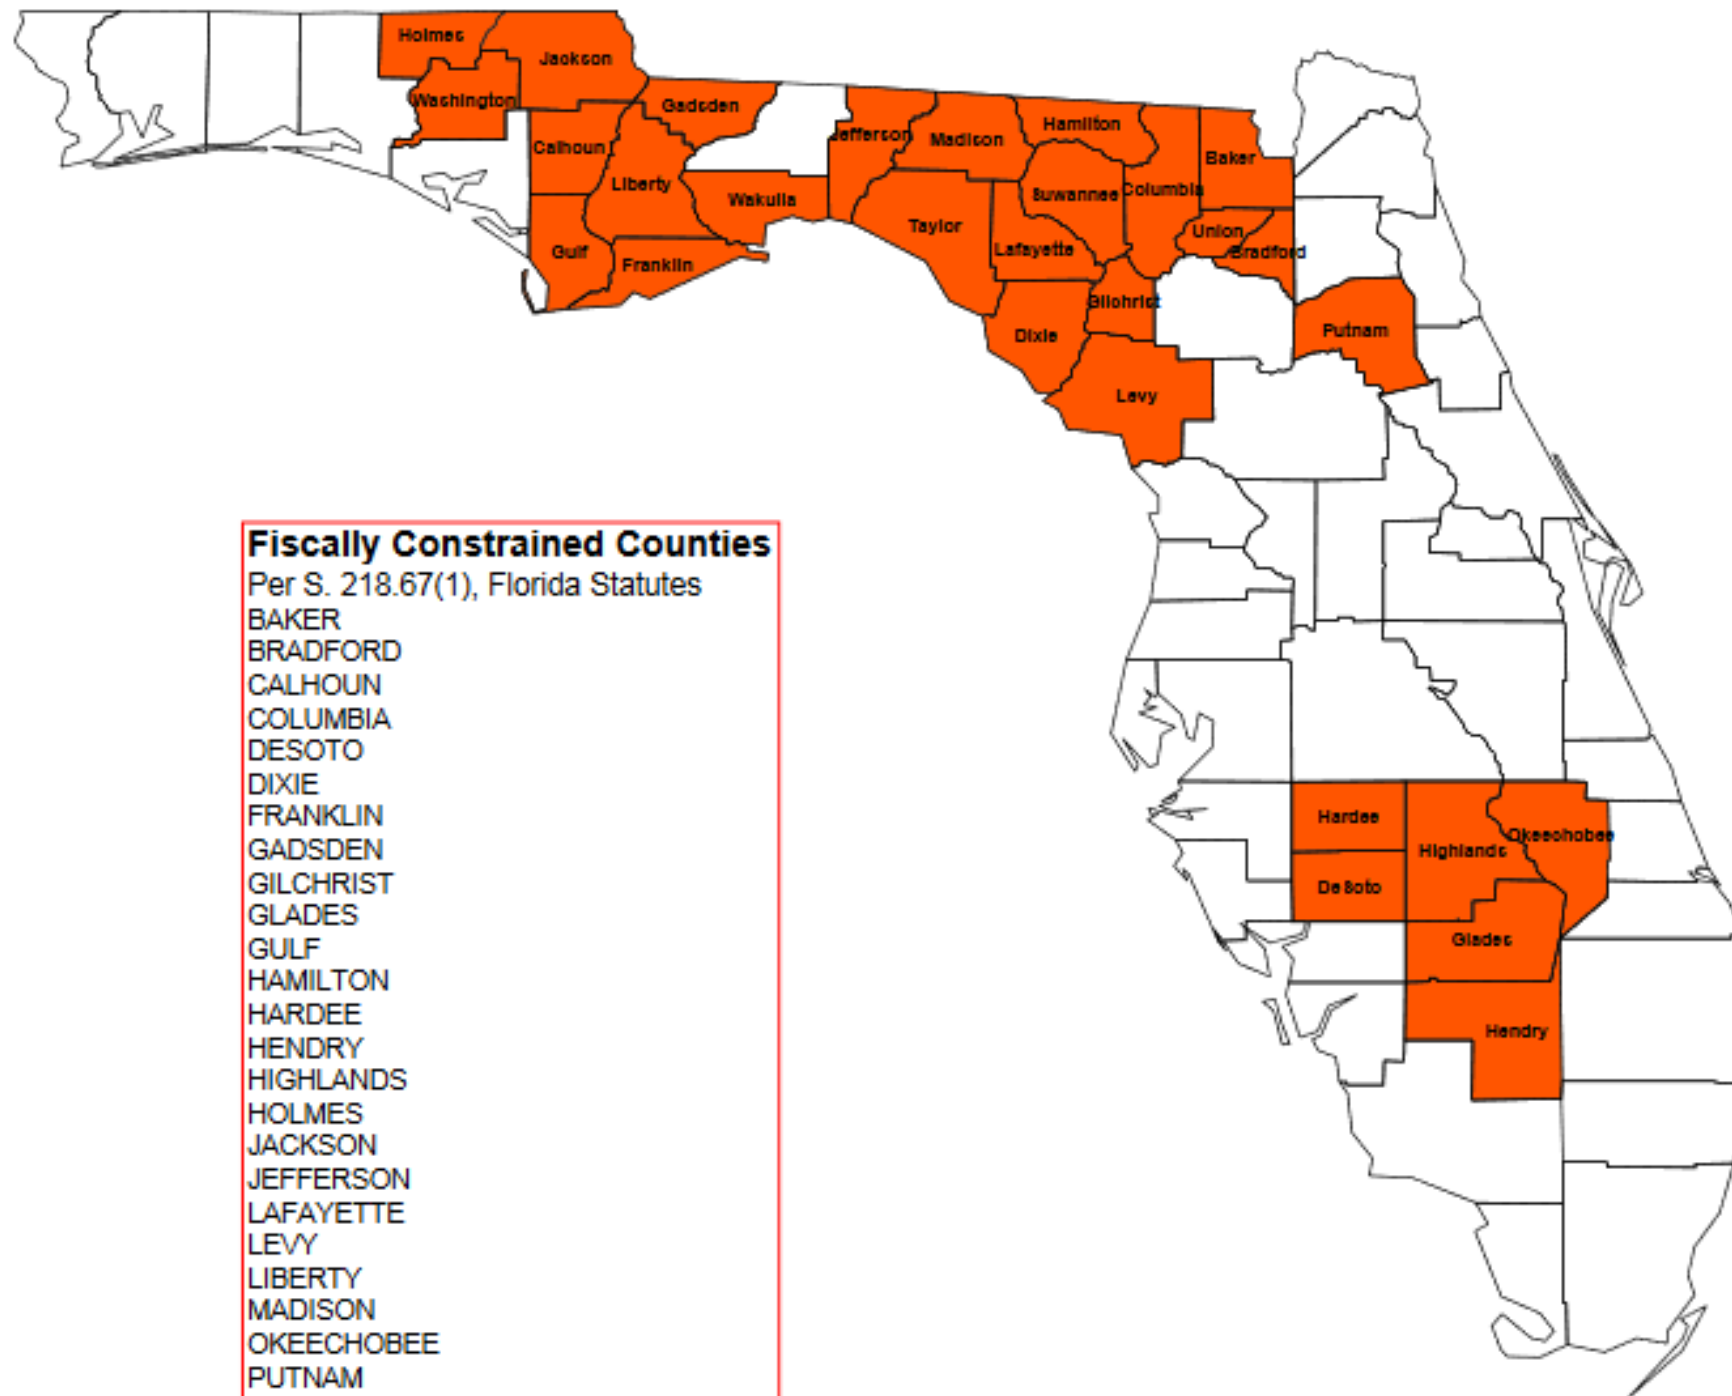 Holmes
Jackson
Washington
Gadsden
Calhoun
Liberty
Wakulla
Gulf
Franklin
Jefferson
Madison
Hamilton
Baker
Suwannee
Columbia
Taylor
Lafayette
Union
Bradford
Gilchrist
Dixie
Putnam
Levy
Fiscally Constrained Counties
Per S. 218.67(1), Florida Statutes
BAKER
BRADFORD
CALHOUN
COLUMBIA
DESOTO
DIXIE
FRANKLIN
GADSDEN
GILCHRIST
GLADES
GULF
HAMILTON
HARDEE
HENDRY
HIGHLANDS
HOLMES
JACKSON
JEFFERSON
LAFAYETTE
LEVY
LIBERTY
MADISON
OKEECHOBEE
PUTNAM
Hardee
Okeechobee
Highlands
DeSoto
Glades
Hendry